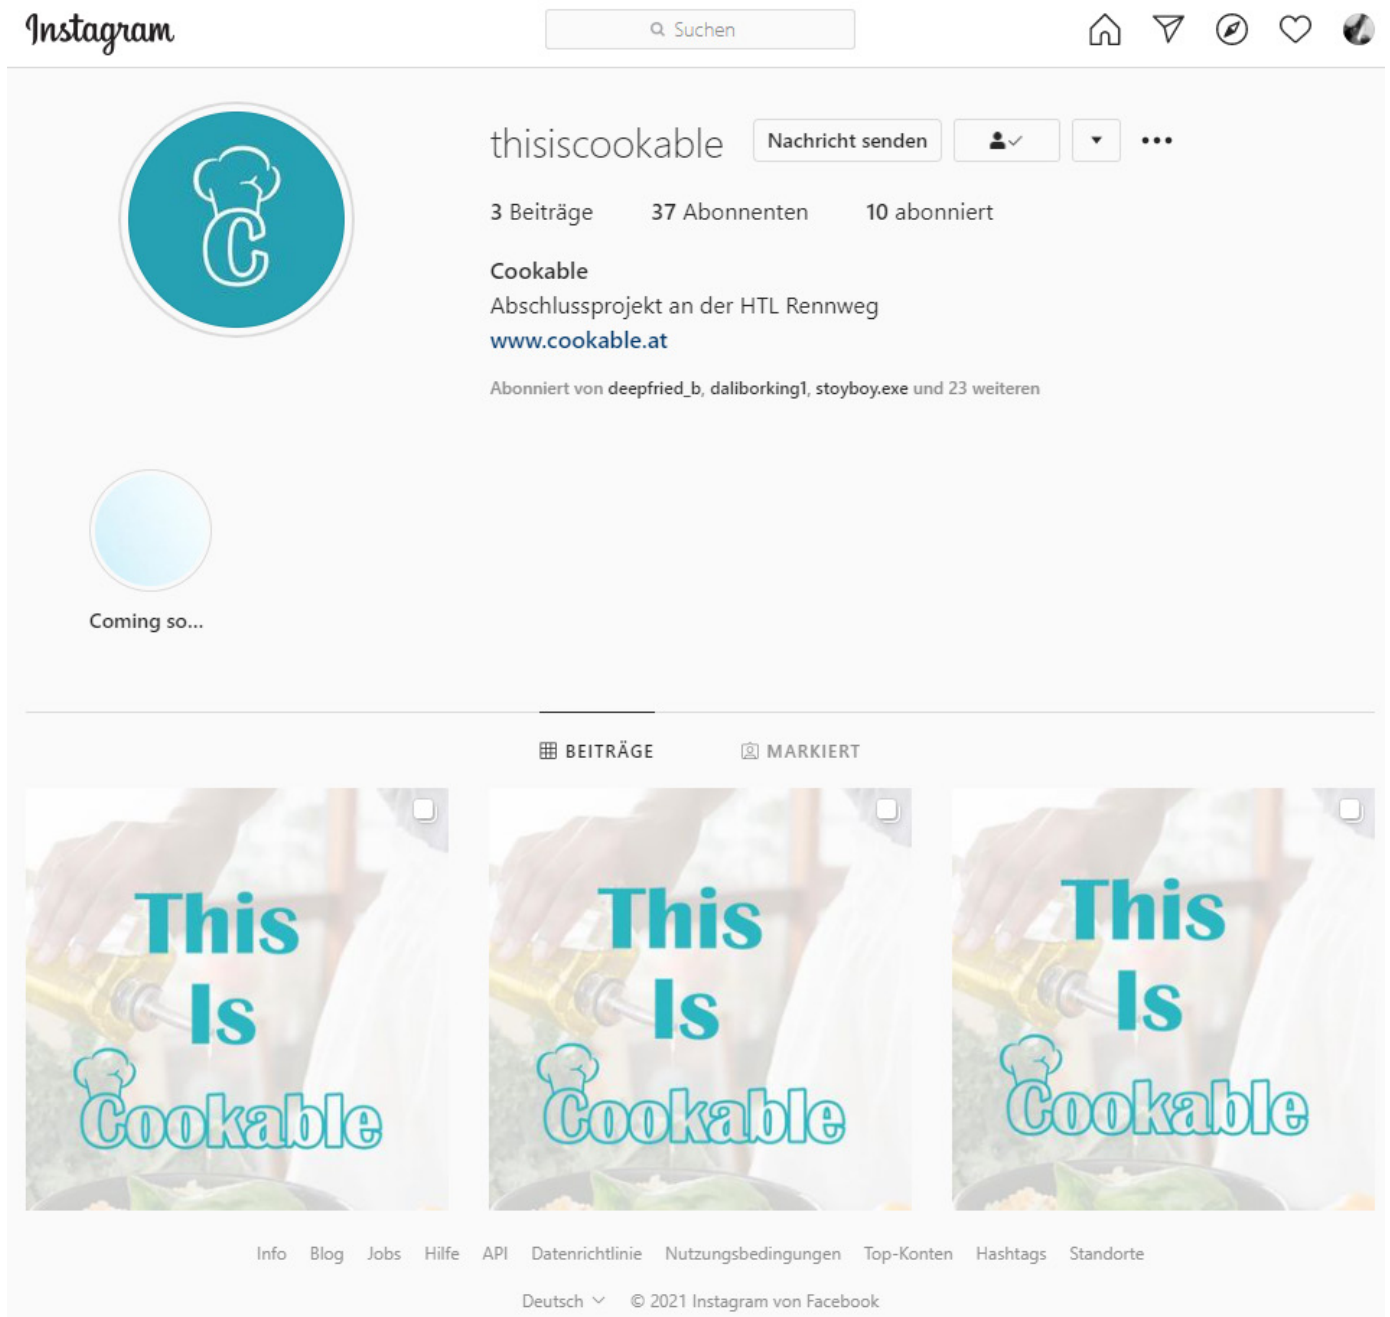 Instagram
Suchen
thisiscookable
Nachricht senden
3 Beiträge 37 Abonnenten 10 abonniert
Cookable
Abschlussprojekt an der HTL Rennweg
www.cookable.at
Abonniert von deepfried_b, daliborking1, stoyboy.exe und 23 weiteren
C
Coming so...
BEITRÄGE MARKIERT
This
Is
Cookable
This
Is
Cookable
This
Is
Cookable
Info Blog Jobs Hilfe API Datenrichtlinie Nutzungsbedingungen Top-Konten Hashtags Standorte
Deutsch © 2021 Instagram von Facebook